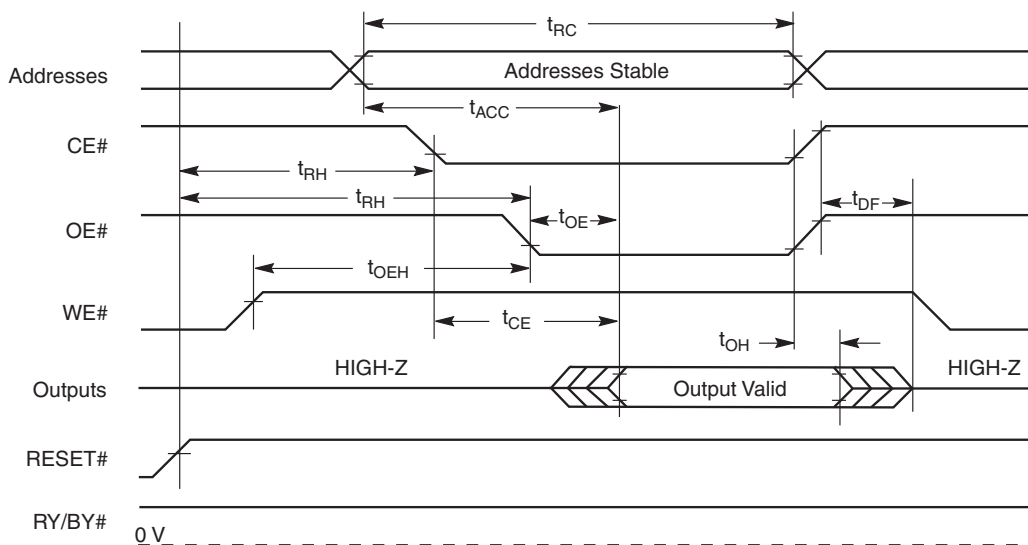 tRC
Addresses
Addresses Stable
tACC
CE#
tRH
tRH
tDF
OE#
tOE
tOEH
WE#
tCE
tOH
HIGH-Z
HIGH-Z
Outputs
Output Valid
RESET#
RY/BY#
0 V